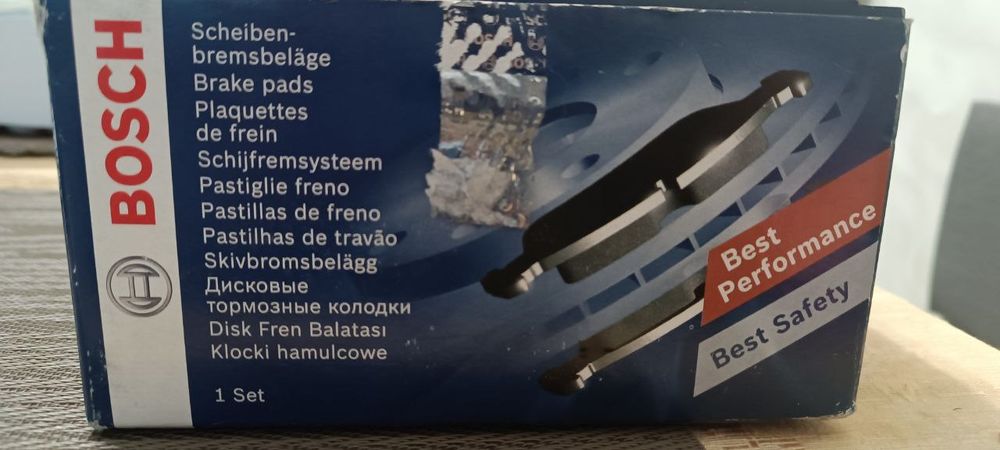 BOSCH
Scheiben-
bremsbeläge
Brake pads
Plaquettes
de frein
Schijfremsysteem
Pastiglie freno
Pastillas de freno
Pastilhas de travão
Skivbromsbelägg
Дисковые
тормозные колодки
Disk Fren Balatası
Klocki hamulcowe
1 Set
Best
Performance
Best Safety